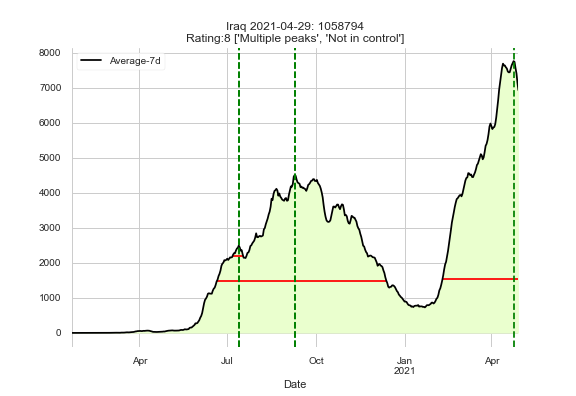 Iraq 2021-04-29: 1058794
Rating:8 ['Multiple peaks', 'Not in control']
Average-7d
8000
7000
6000
5000
4000
3000
2000
1000
0
Apr
Jul
Oct
Jan
2021
Apr
Date